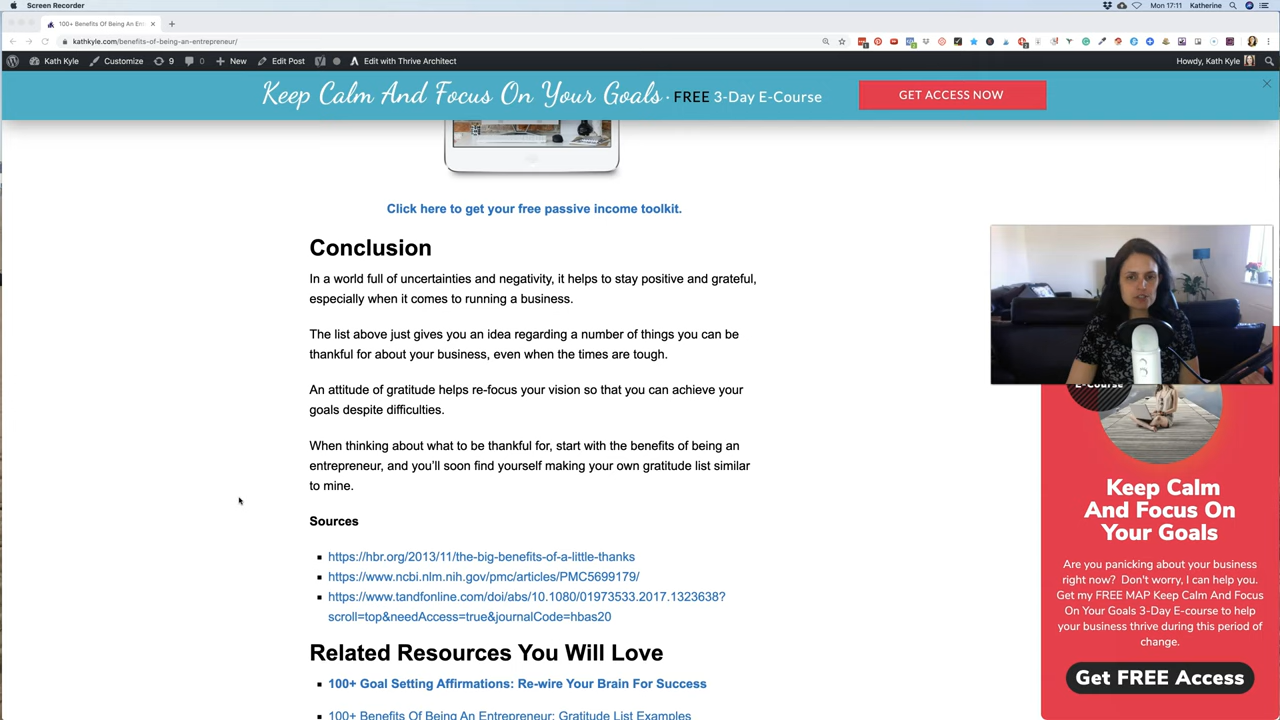 Screen Recorder
Mon 17:11 Katherine
100+ Benefits Of Being An Ent
kathkyle.com/benefits-of-being-an-entrepreneur/
Kath Kyle Customize 9 0 New Edit Post Edit with Thrive Architect Howdy, Kath Kyle
Keep Calm And Focus On Your Goals · FREE 3-Day E-Course GET ACCESS NOW
Click here to get your free passive income toolkit.
Conclusion
In a world full of uncertainties and negativity, it helps to stay positive and grateful,
especially when it comes to running a business.
The list above just gives you an idea regarding a number of things you can be
thankful for about your business, even when the times are tough.
An attitude of gratitude helps re-focus your vision so that you can achieve your
goals despite difficulties.
When thinking about what to be thankful for, start with the benefits of being an
entrepreneur, and you'll soon find yourself making your own gratitude list similar
to mine.
Sources
https://hbr.org/2013/11/the-big-benefits-of-a-little-thanks
https://www.ncbi.nlm.nih.gov/pmc/articles/PMC5699179/
https://www.tandfonline.com/doi/abs/10.1080/01973533.2017.1323638?
scroll=top&needAccess=true&journalCode=hbas20
Related Resources You Will Love
100+ Goal Setting Affirmations: Re-wire Your Brain For Success
100+ Benefits Of Being An Entrepreneur: Gratitude List Examples
E-Course
Keep Calm
And Focus On
Your Goals
Are you panicking about your business
right now? Don't worry, I can help you.
Get my FREE MAP Keep Calm And Focus
On Your Goals 3-Day E-course to help
your business thrive during this period of
change.
Get FREE Access